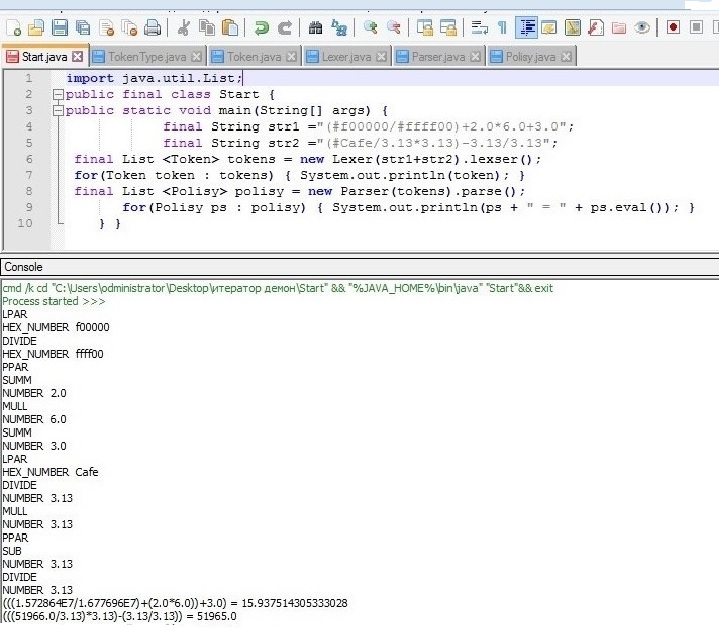 Start.java TokenType.java Token.java Lexer.java Parser.java Polisy.java
1 import java.util.List;
2 public final class Start {
3 public static void main(String[] args) {
4 final String str1 ="(#f00000/#ffff00)+2.0*6.0+3.0";
5 final String str2 ="(#Cafe/3.13*3.13)-3.13/3.13";
6 final List <Token> tokens = new Lexer(str1+str2).lexser();
7 for(Token token : tokens) { System.out.println(token); }
8 final List <Polisy> polisy = new Parser(tokens).parse();
9 for(Polisy ps : polisy) { System.out.println(ps + " = " + ps.eval()); }
10 } }
Console
cmd /k cd "C:\Users\odministrator\Desktop\итератор демон\Start" && "%JAVA_HOME%\bin\java" "Start"&& exit
Process started >>>
LPAR
HEX_NUMBER f00000
DIVIDE
HEX_NUMBER ffff00
PPAR
SUMM
NUMBER 2.0
MULL
NUMBER 6.0
SUMM
NUMBER 3.0
LPAR
HEX_NUMBER Cafe
DIVIDE
NUMBER 3.13
MULL
NUMBER 3.13
PPAR
SUB
NUMBER 3.13
DIVIDE
NUMBER 3.13
(((1.572864E7/1.677696E7)+(2.0*6.0))+3.0) = 15.937514305333028
(((51966.0/3.13)*3.13)-(3.13/3.13)) = 51965.0